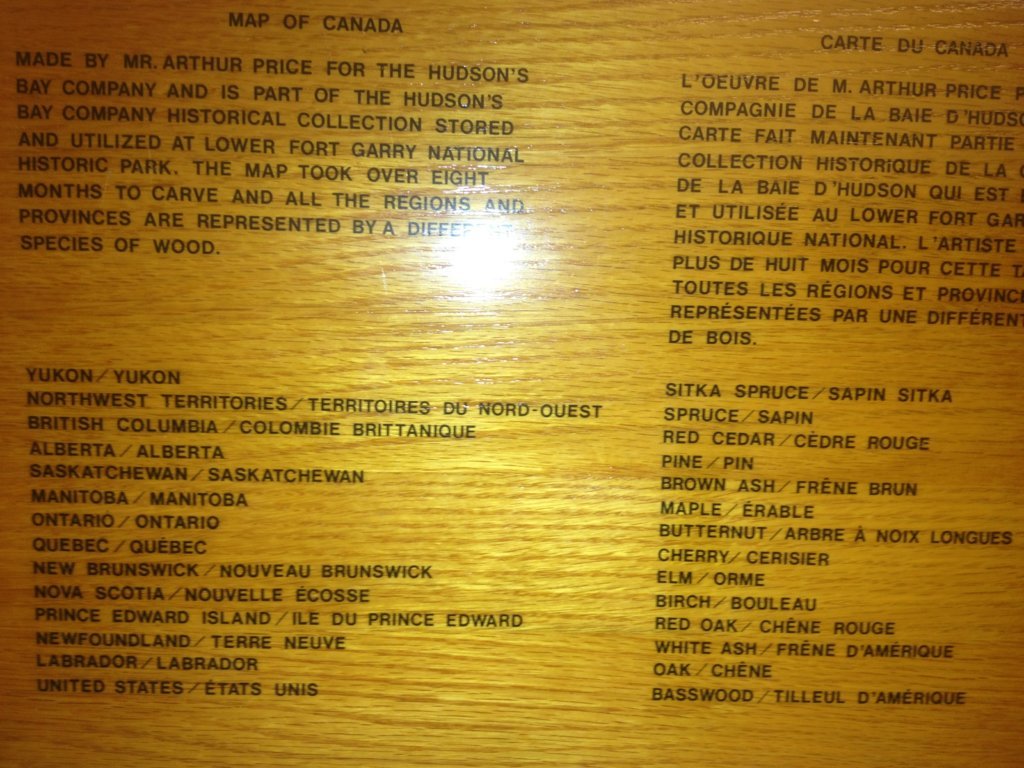 MAP OF CANADA
MADE BY MR. ARTHUR PRICE FOR THE HUDSON'S
BAY COMPANY AND IS PART OF THE HUDSON'S
BAY COMPANY HISTORICAL COLLECTION STORED
AND UTILIZED AT LOWER FORT GARRY NATIONAL
HISTORIC PARK. THE MAP TOOK OVER EIGHT
MONTHS TO CARVE AND ALL THE REGIONS AND
PROVINCES ARE REPRESENTED BY A DIFFERENT
SPECIES OF WOOD.
CARTE DU CANADA
L'OEUVRE DE M. ARTHUR PRICE
COMPAGNIE DE LA BAIE D'HUDSO
CARTE FAIT MAINTENANT PARTIE
COLLECTION HISTORIQUE DE LA
DE LA BAIE D'HUDSON QUI EST
ET UTILISÉE AU LOWER FORT GAR
HISTORIQUE NATIONAL. L'ARTISTE
PLUS DE HUIT MOIS POUR CETTE TA
TOUTES LES RÉGIONS ET PROVINC
REPRÉSENTÉES PAR UNE DIFFÉRENT
DE BOIS.
YUKON/YUKON
NORTHWEST TERRITORIES/TERRITOIRES DU NORD-OUEST
BRITISH COLUMBIA/COLOMBIE BRITTANIQUE
ALBERTA/ALBERTA
SASKATCHEWAN/SASKATCHEWAN
MANITOBA/MANITOBA
ONTARIO/ONTARIO
QUEBEC/QUÉBEC
NEW BRUNSWICK/NOUVEAU BRUNSWICK
NOVA SCOTIA/NOUVELLE ÉCOSSE
PRINCE EDWARD ISLAND/ILE DU PRINCE EDWARD
NEWFOUNDLAND/TERRE NEUVE
LABRADOR/LABRADOR
UNITED STATES/ÉTATS UNIS
SITKA SPRUCE/SAPIN SITKA
SPRUCE/SAPIN
RED CEDAR/CÈDRE ROUGE
PINE/PIN
BROWN ASH/FRÊNE BRUN
MAPLE/ÉRABLE
BUTTERNUT/ARBRE À NOIX LONGUES
CHERRY/CERISIER
ELM/ORME
BIRCH/BOULEAU
RED OAK/CHÊNE ROUGE
WHITE ASH/FRÊNE D'AMÉRIQUE
OAK/CHÊNE
BASSWOOD/TILLEUL D'AMÉRIQUE